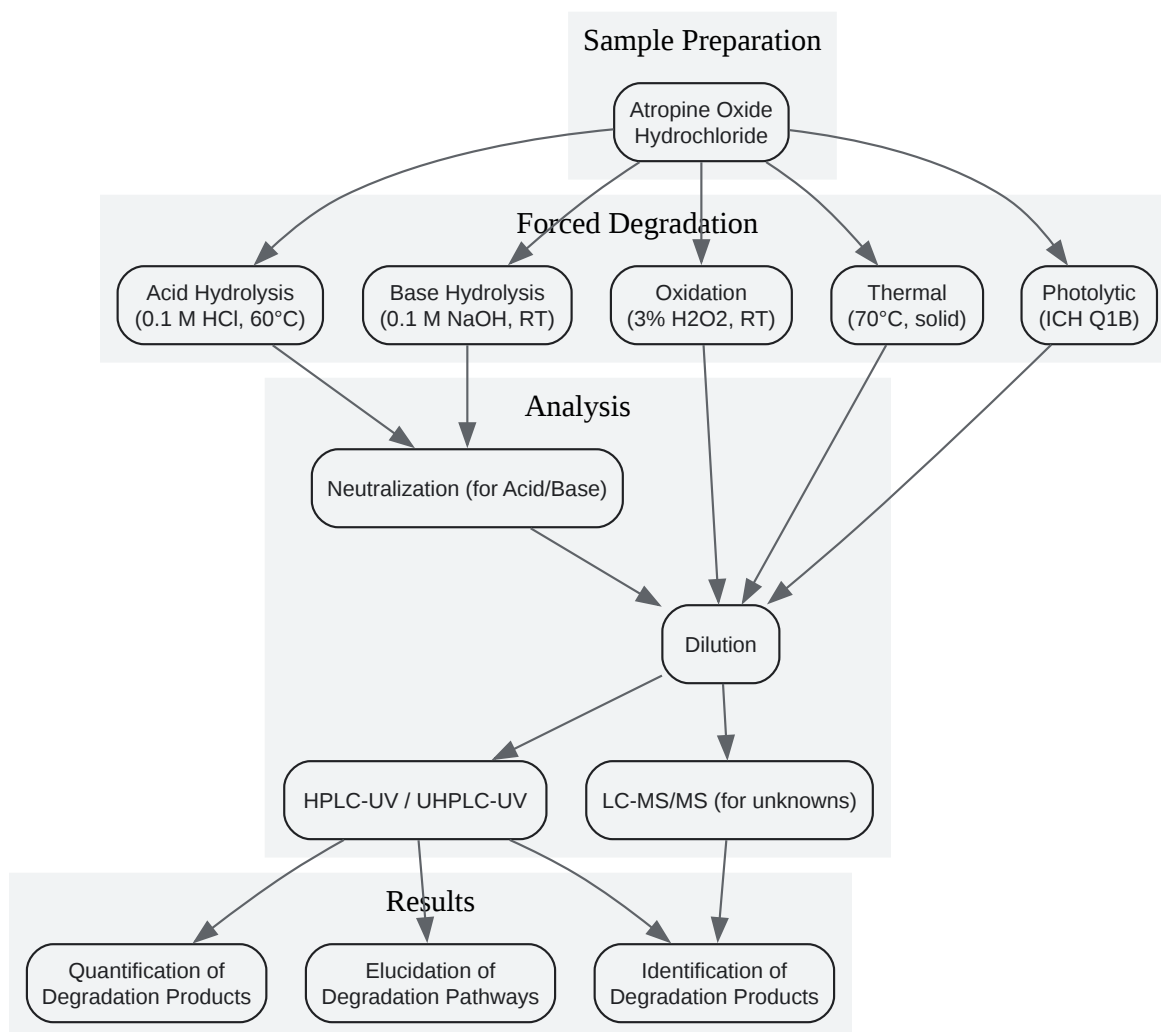 Sample Preparation
Atropine Oxide
Hydrochloride
Forced Degradation
Acid Hydrolysis
(0.1 M HCl, 60°C)
Base Hydrolysis
(0.1 M NaOH, RT)
Oxidation
(3% H2O2, RT)
Thermal
(70°C, solid)
Photolytic
(ICH Q1B)
Analysis
Neutralization (for Acid/Base)
Dilution
HPLC-UV / UHPLC-UV
LC-MS/MS (for unknowns)
Results
Quantification of
Degradation Products
Elucidation of
Degradation Pathways
Identification of
Degradation Products